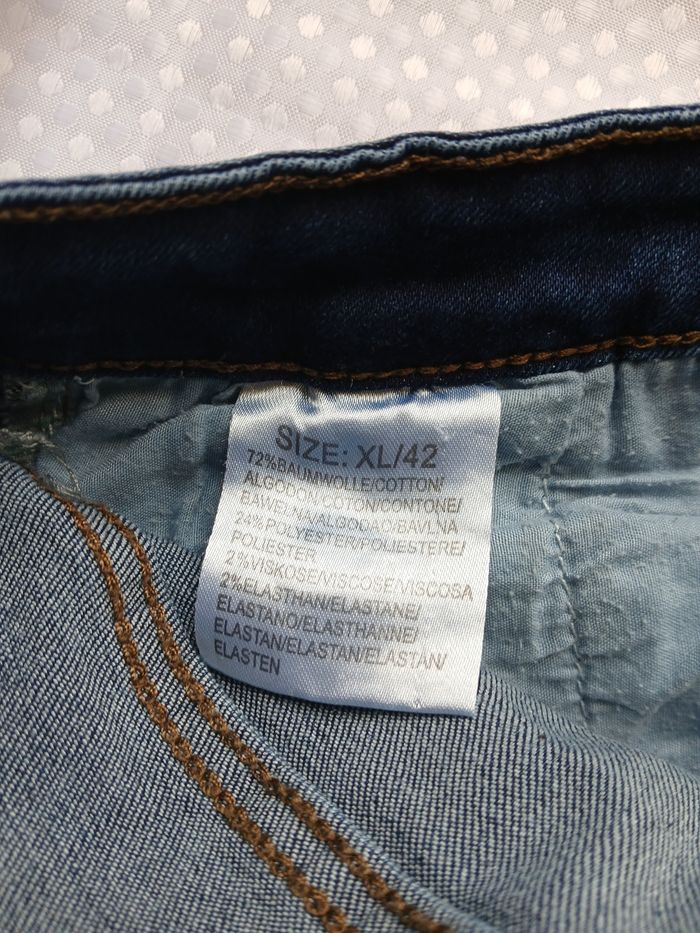 SIZE: XL/42
72%BAUMWOLLE/COTTON/
ALGODON/COTON/CONTONE/
BAWELNA/ALGODAO/BAVLNA
24%POLYESTER/POLIESTERE/
POLIESTER
2%VISKOSE/VISCOSE/VISCOSA
2%ELASTHAN/ELASTANE/
ELASTANO/ELASTHANNE/
ELASTAN/ELASTAN/ELASTAN/
ELASTEN